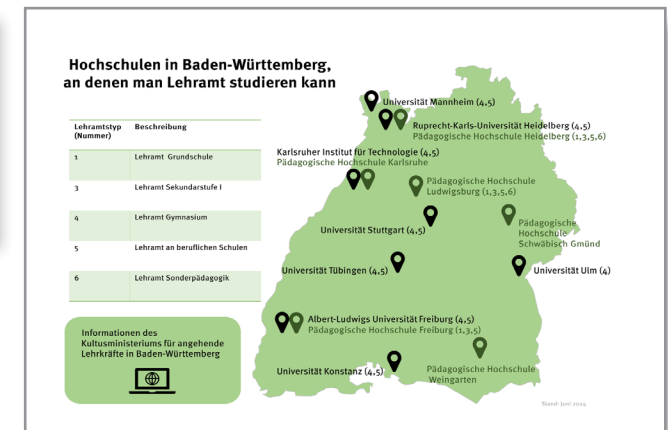 Hochschulen in Baden-Württemberg,
an denen man Lehramt studieren kann
Lehramtstyp (Nummer) Beschreibung
1 Lehramt Grundschule
3 Lehramt Sekundarstufe I
4 Lehramt Gymnasium
5 Lehramt an beruflichen Schulen
6 Lehramt Sonderpädagogik
Informationen des
Kultusministeriums für angehende
Lehrkräfte in Baden-Württemberg
Universität Mannheim (4,5)
Ruprecht-Karls-Universität Heidelberg (4,5)
Pädagogische Hochschule Heidelberg (1,3,5,6)
Karlsruher Institut für Technologie (4,5)
Pädagogische Hochschule Karlsruhe
Pädagogische Hochschule
Ludwigsburg (1,3,5,6)
Universität Stuttgart (4,5)
Pädagogische
Hochschule
Schwäbisch Gmünd
Universität Tübingen (4,5)
Universität Ulm (4)
Albert-Ludwigs Universität Freiburg (4,5)
Pädagogische Hochschule Freiburg (1,3,5)
Universität Konstanz (4,5)
Pädagogische Hochschule
Weingarten
Stand: Juni 2024